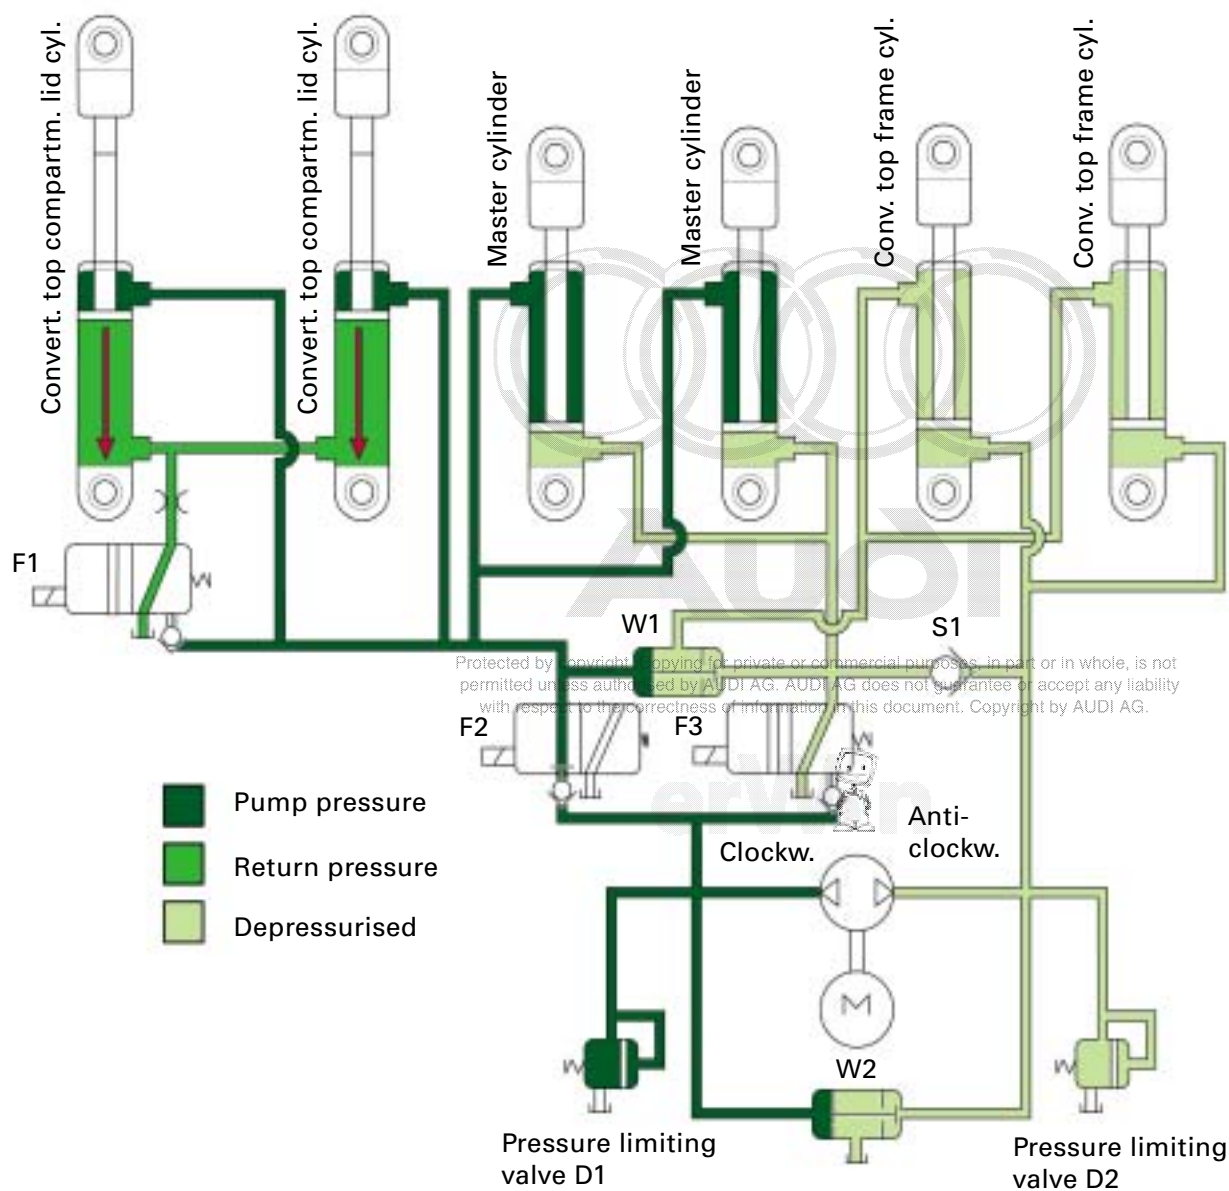 Convert. top compartm. lid cyl.
Convert. top compartm. lid cyl.
Master cylinder
Master cylinder
Conv. top frame cyl.
Conv. top frame cyl.
Audi
F1
W1
S1
Protected by copyright. Copying for private or commercial purposes, in part or in whole, is not
permitted unless authorised by AUDI AG. AUDI AG does not guarantee or accept any liability
with respect to the correctness of information in this document. Copyright by AUDI AG.
F2
F3
erWin
Pump pressure
Return pressure
Depressurised
Clockw.
Anti-
clockw.
M
W2
Pressure limiting
valve D1
Pressure limiting
valve D2